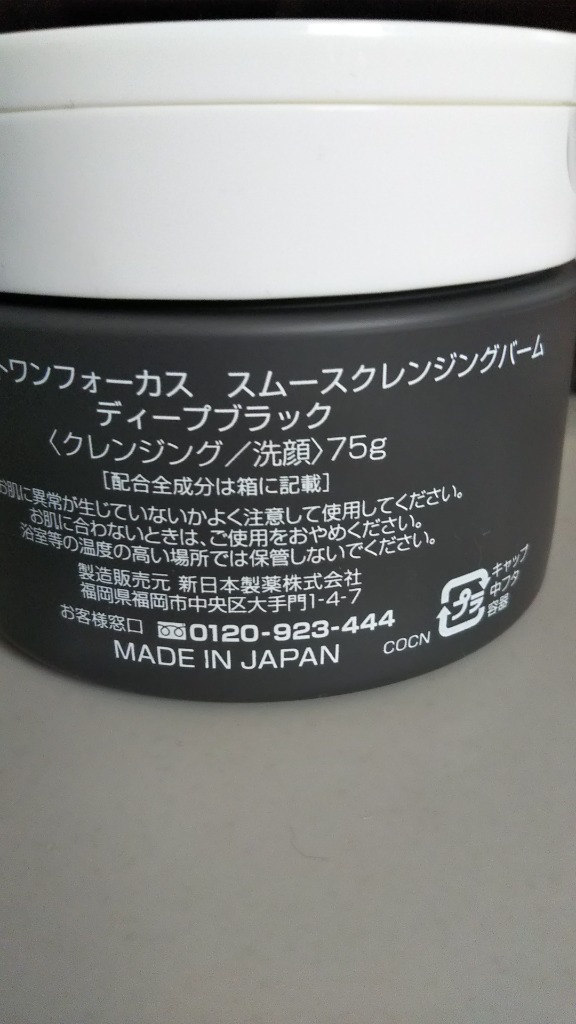 トワンフォーカス　スムースクレンジングバーム
ディープブラック
〈クレンジング／洗顔〉75g
［配合全成分は箱に記載］
お肌に異常が生じていないかよく注意して使用してください。
お肌に合わないときは、ご使用をおやめください。
浴室等の温度の高い場所では保管しないでください。
製造販売元 新日本製薬株式会社
福岡県福岡市中央区大手門1-4-7
お客様窓口 0120-923-444
MADE IN JAPAN
COCN
プラ
キャップ
中フタ
容器